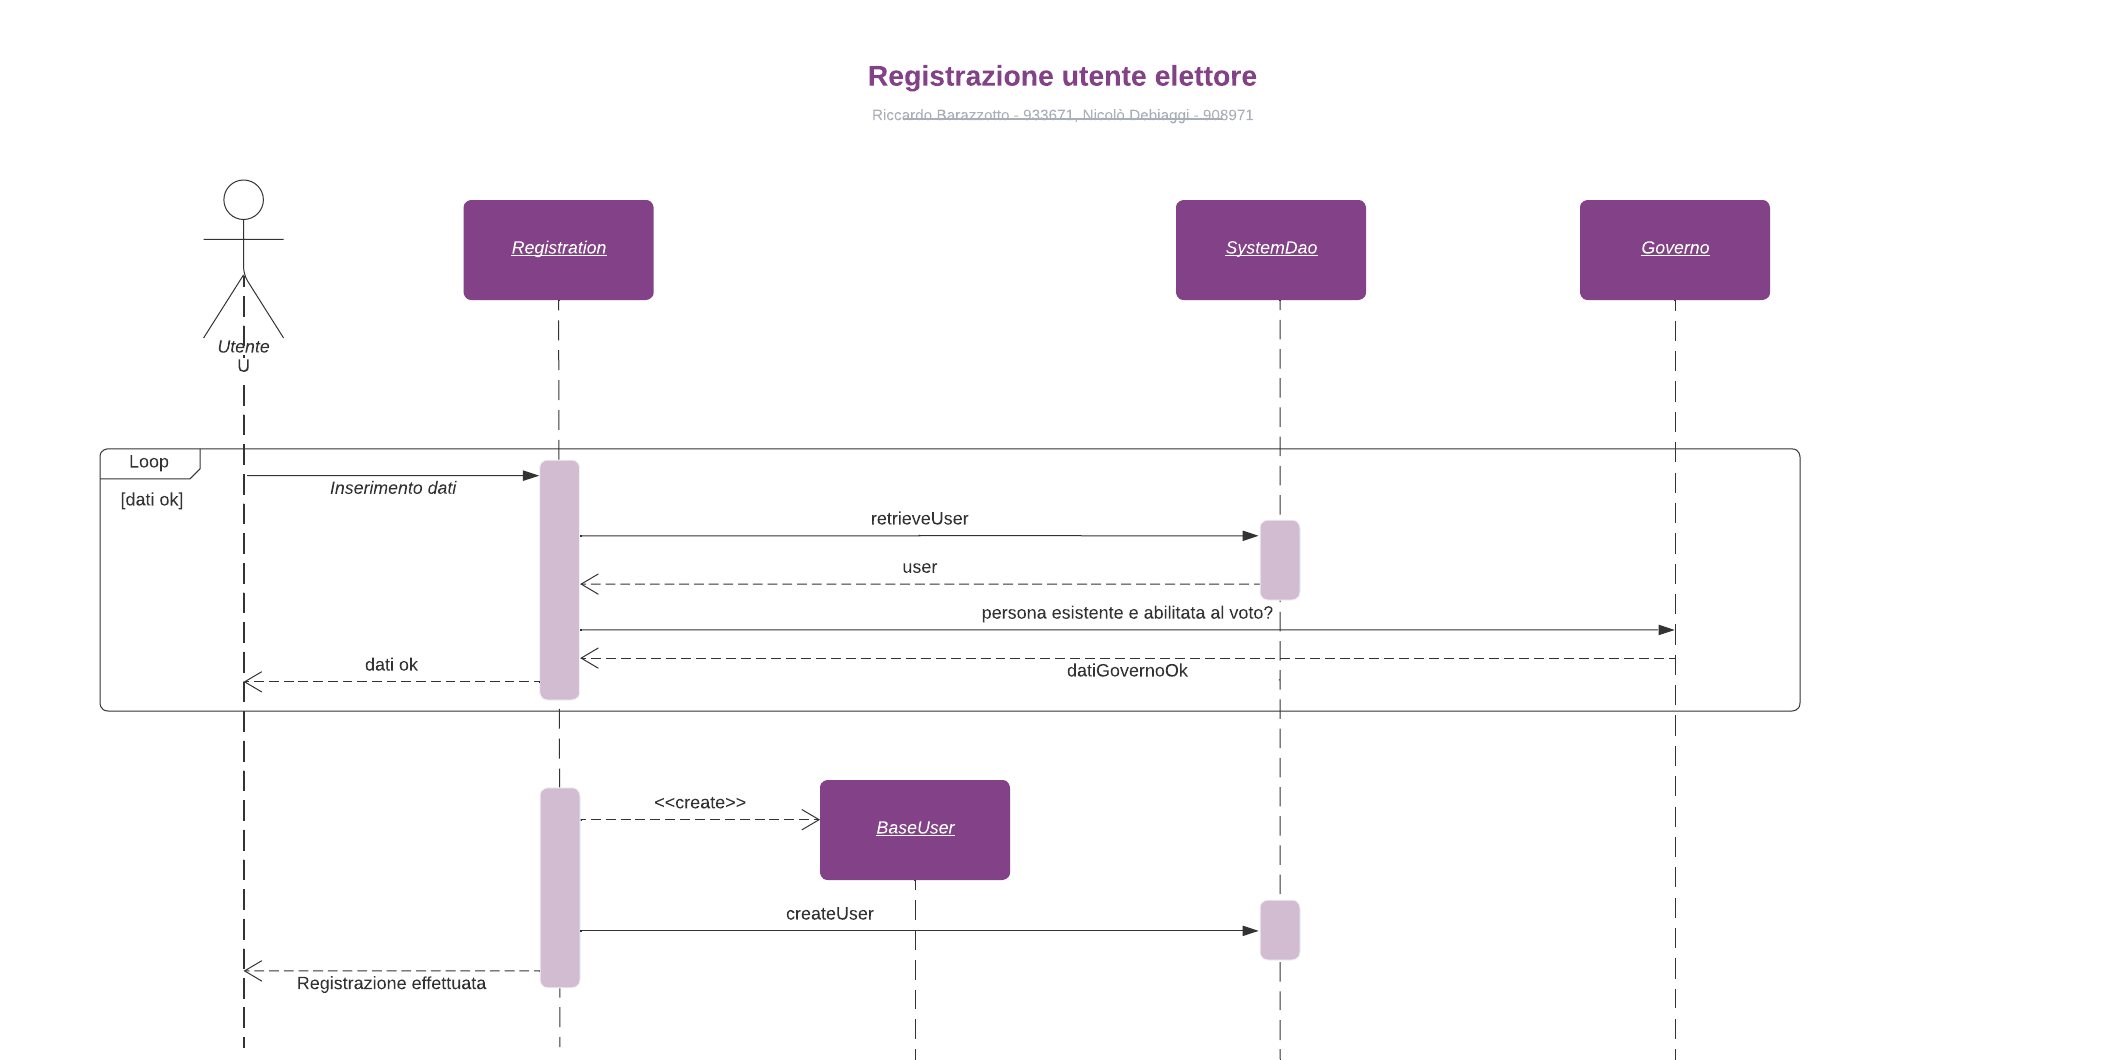 Registrazione utente elettore
Riccardo Barazzotto - 933671, Nicolò Debiaggi - 908971
Registration
SystemDao
Governo
Utente
U
Loop
[dati ok]
Inserimento dati
retrieveUser
user
persona esistente e abilitata al voto?
datiGovernoOk
dati ok
<<create>>
BaseUser
createUser
Registrazione effettuata